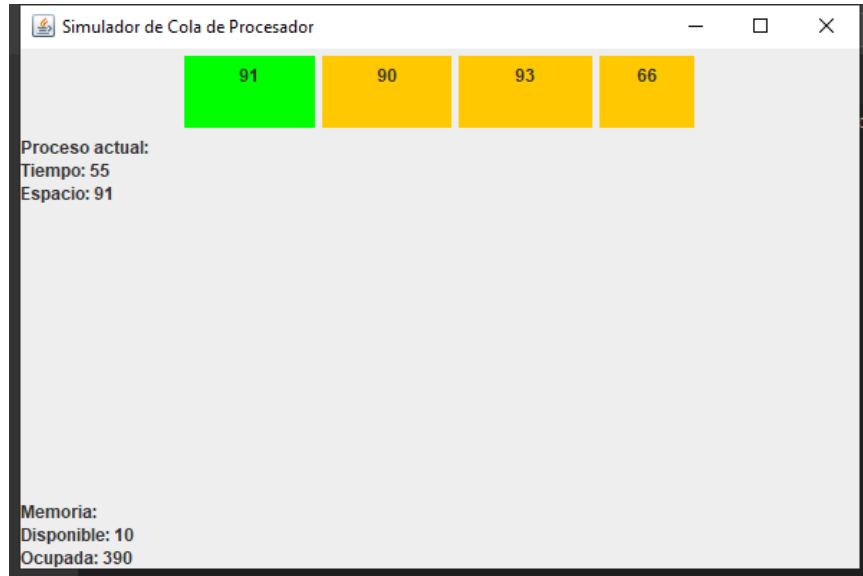 Simulador de Cola de Procesador
91 90 93 66
Proceso actual:
Tiempo: 55
Espacio: 91
Memoria:
Disponible: 10
Ocupada: 390